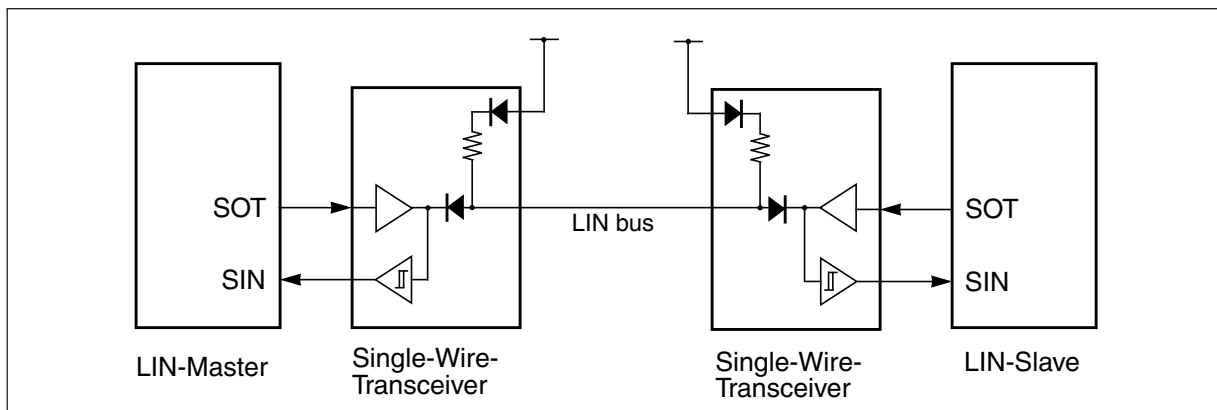 SOT
SIN
LIN bus
SOT
SIN
LIN-Master
Single-Wire-
Transceiver
Single-Wire-
Transceiver
LIN-Slave